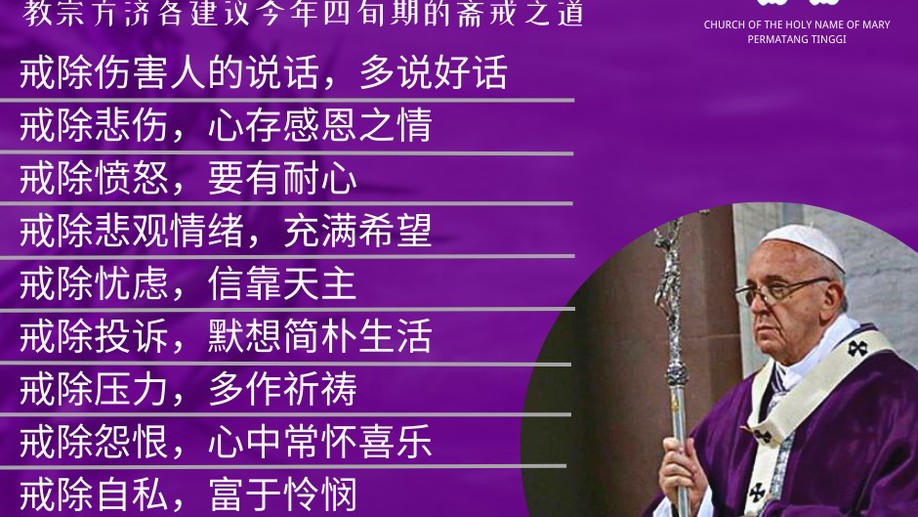 教宗方济各建议今年四旬期的斋戒之道
CHURCH OF THE HOLY NAME OF MARY
PERMATANG TINGGI
戒除伤害人的说话，多说好话
戒除悲伤，心存感恩之情
戒除愤怒，要有耐心
戒除悲观情绪，充满希望
戒除忧虑，信靠天主
戒除投诉，默想简朴生活
戒除压力，多作祈祷
戒除怨恨，心中常怀喜乐
戒除自私，富于怜悯